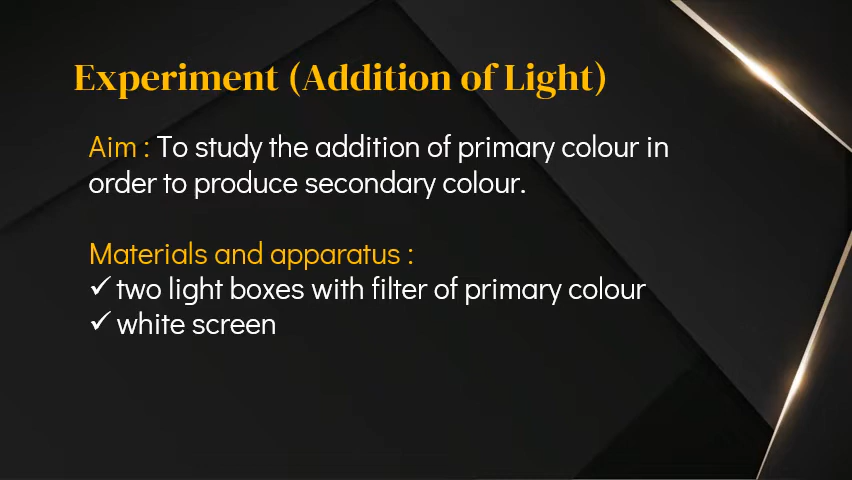 Experiment (Addition of Light)
Aim : To study the addition of primary colour in
order to produce secondary colour.
Materials and apparatus :
✓ two light boxes with filter of primary colour
✓ white screen